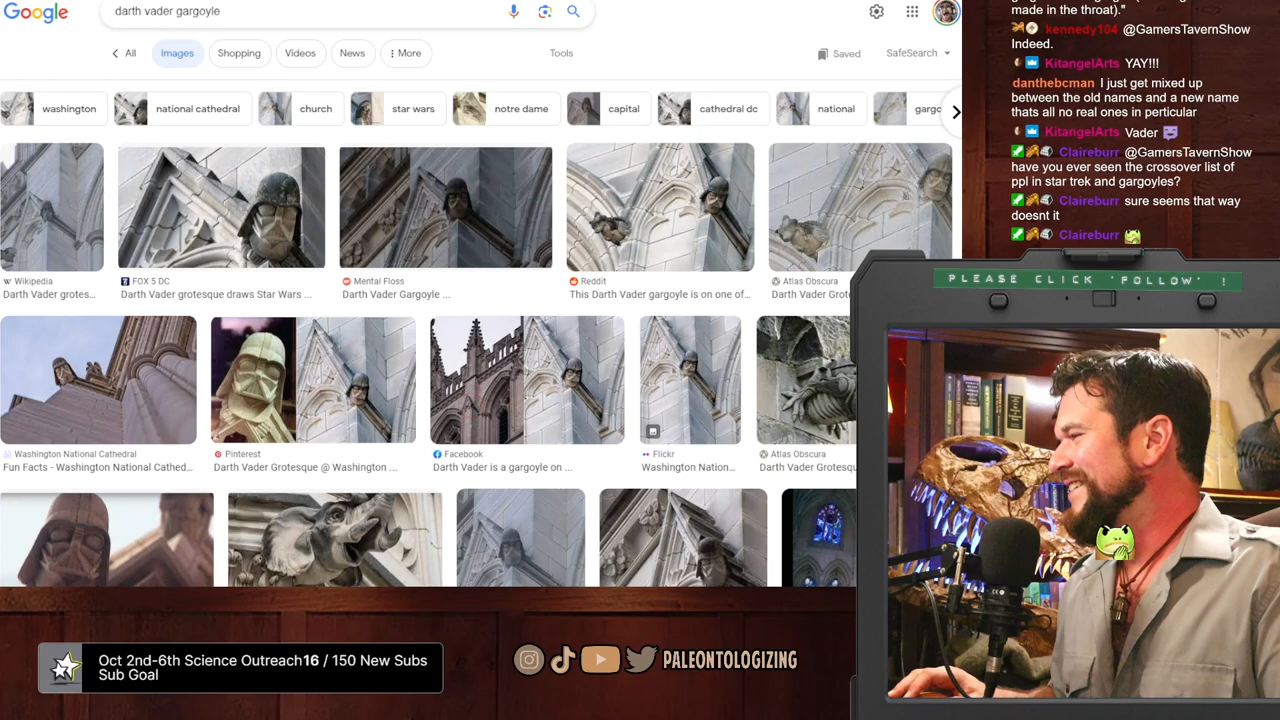 Google
darth vader gargoyle
All
Images
Shopping
Videos
News
More
Tools
Saved
SafeSearch
washington
national cathedral
church
star wars
notre dame
capital
cathedral dc
national
gargo
Wikipedia
Darth Vader grotes...
FOX 5 DC
Darth Vader grotesque draws Star Wars ...
Mental Floss
Darth Vader Gargoyle ...
Reddit
This Darth Vader gargoyle is on one of...
Atlas Obscura
Darth Vader Grote
Washington National Cathedral
Fun Facts - Washington National Cathed...
Pinterest
Darth Vader Grotesque @ Washington ...
Facebook
Darth Vader is a gargoyle on ...
Flickr
Washington Nation...
Atlas Obscura
Darth Vader Grotesqu
made in the throat)."
kennedy104 @GamersTavernShow
Indeed.
KitangelArts YAY!!!
danthebcman I just get mixed up
between the old names and a new name
thats all no real ones in perticular
KitangelArts Vader
Claireburr @GamersTavernShow
have you ever seen the crossover list of
ppl in star trek and gargoyles?
Claireburr sure seems that way
doesnt it
Claireburr
PLEASE CLICK 'FOLLOW' !
Oct 2nd-6th Science Outreach16 / 150 New Subs
Sub Goal
PALEONTOLOGIZING